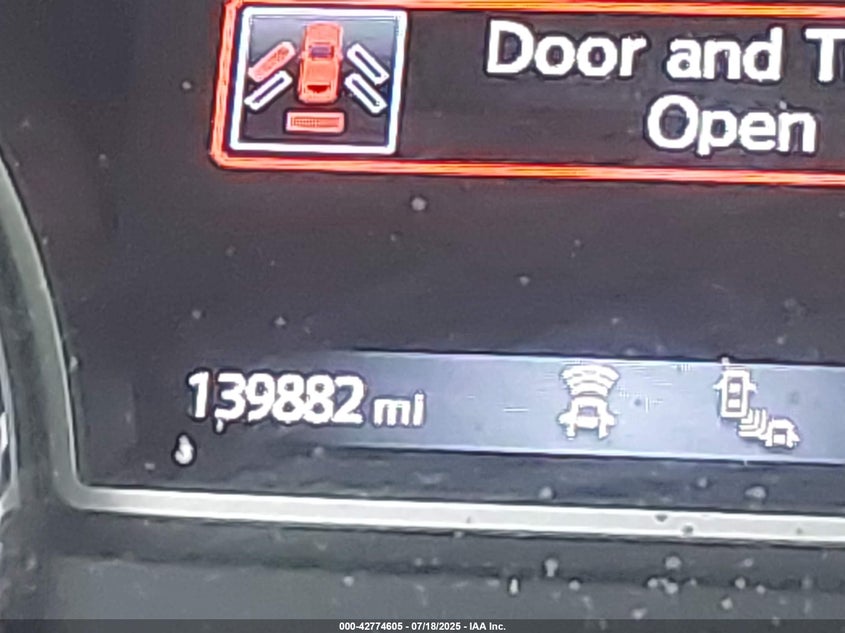 Door and T
Open
139882 mi
000-42774605 - 07/18/2025 - IAA Inc.